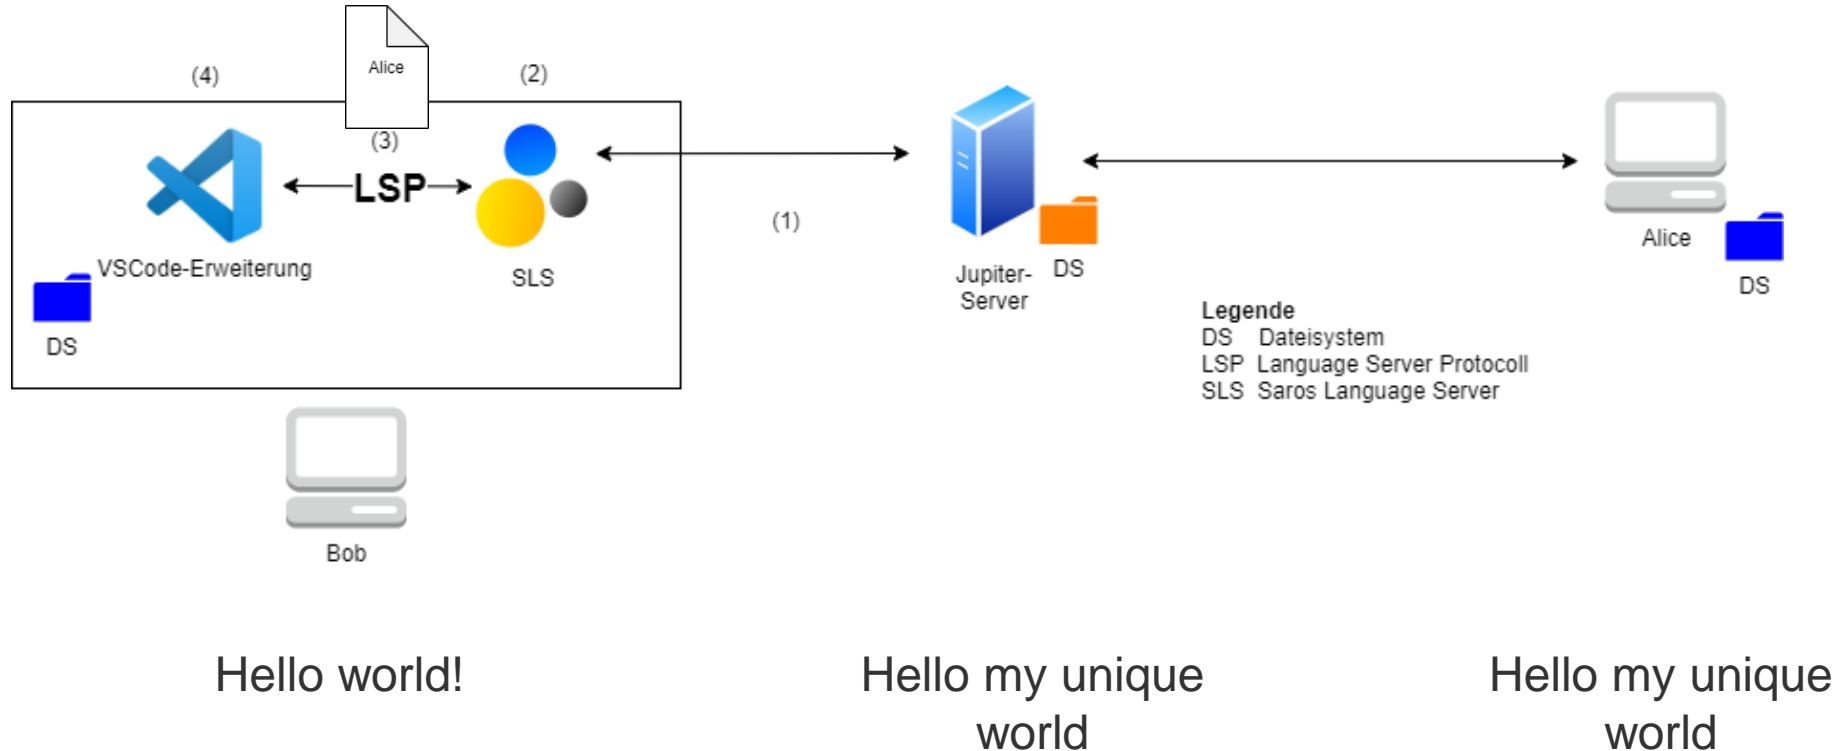 Alice
(4)
(2)
(3)
LSP
(1)
VSCode-Erweiterung
SLS
DS
Bob
Jupiter-
Server
DS
Alice
DS
Legende
DS Dateisystem
LSP Language Server Protocoll
SLS Saros Language Server
Hello world!
Hello my unique
world
Hello my unique
world